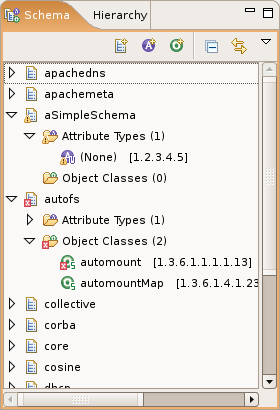 Schema Hierarchy
apachedns
apachemeta
aSimpleSchema
Attribute Types (1)
(None) [1.2.3.4.5]
Object Classes (0)
autofs
Attribute Types (1)
Object Classes (2)
automount [1.3.6.1.1.1.1.13]
automountMap [1.3.6.1.4.1.23
collective
corba
core
cosine
dhcp